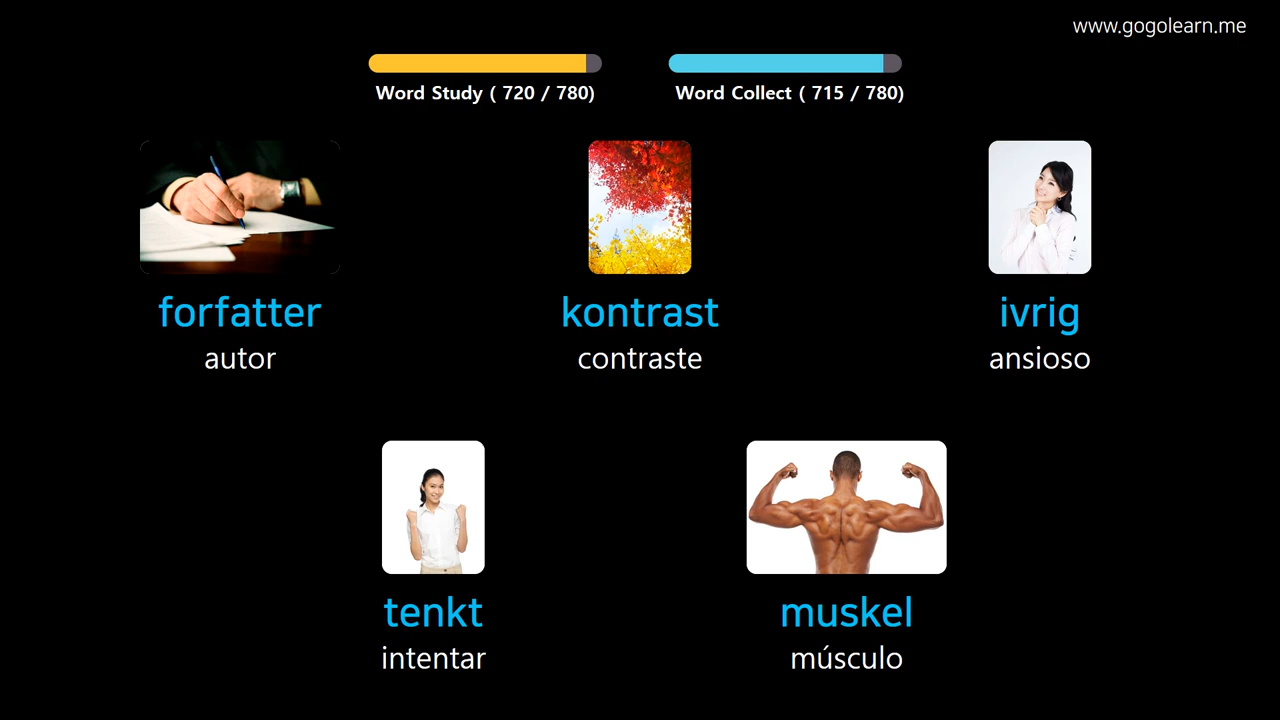 www.gogolearn.me
Word Study ( 720 / 780)
Word Collect ( 715 / 780)
forfatter
autor
kontrast
contraste
ivrig
ansioso
tenkt
intentar
muskel
músculo